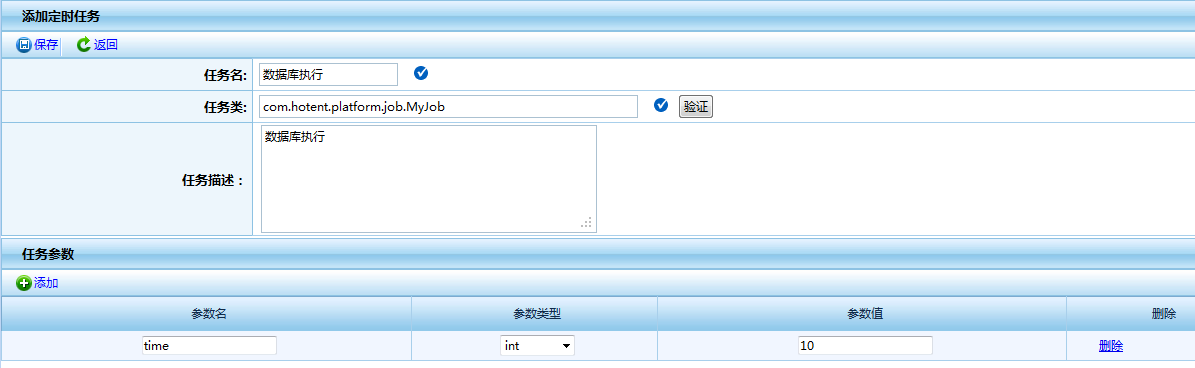 添加定时任务
保存 返回
任务名: 数据库执行
任务类: com.hotent.platform.job.MyJob 验证
任务描述： 数据库执行
任务参数
添加
参数名 参数类型 参数值 删除
time int 10 删除